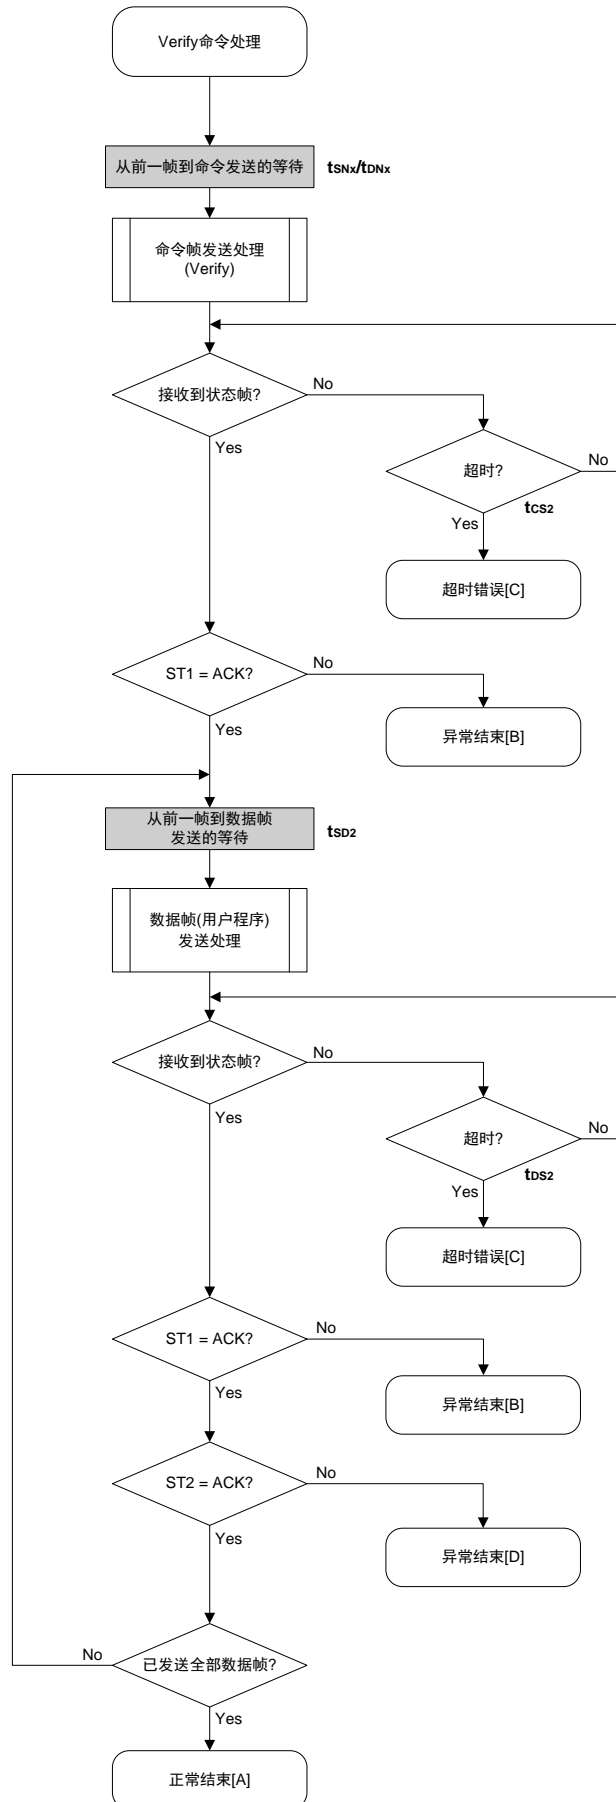 Verify命令处理
从前一帧到命令发送的等待 tSNx/tDNx
命令帧发送处理
(Verify)
接收到状态帧?
No
Yes
超时?
No
tCS2
Yes
超时错误[C]
ST1 = ACK?
No
Yes
异常结束[B]
从前一帧到数据帧
发送的等待
tSD2
数据帧(用户程序)
发送处理
接收到状态帧?
No
Yes
超时?
No
tDS2
Yes
超时错误[C]
ST1 = ACK?
No
Yes
异常结束[B]
ST2 = ACK?
No
Yes
异常结束[D]
No
已发送全部数据帧?
Yes
正常结束[A]